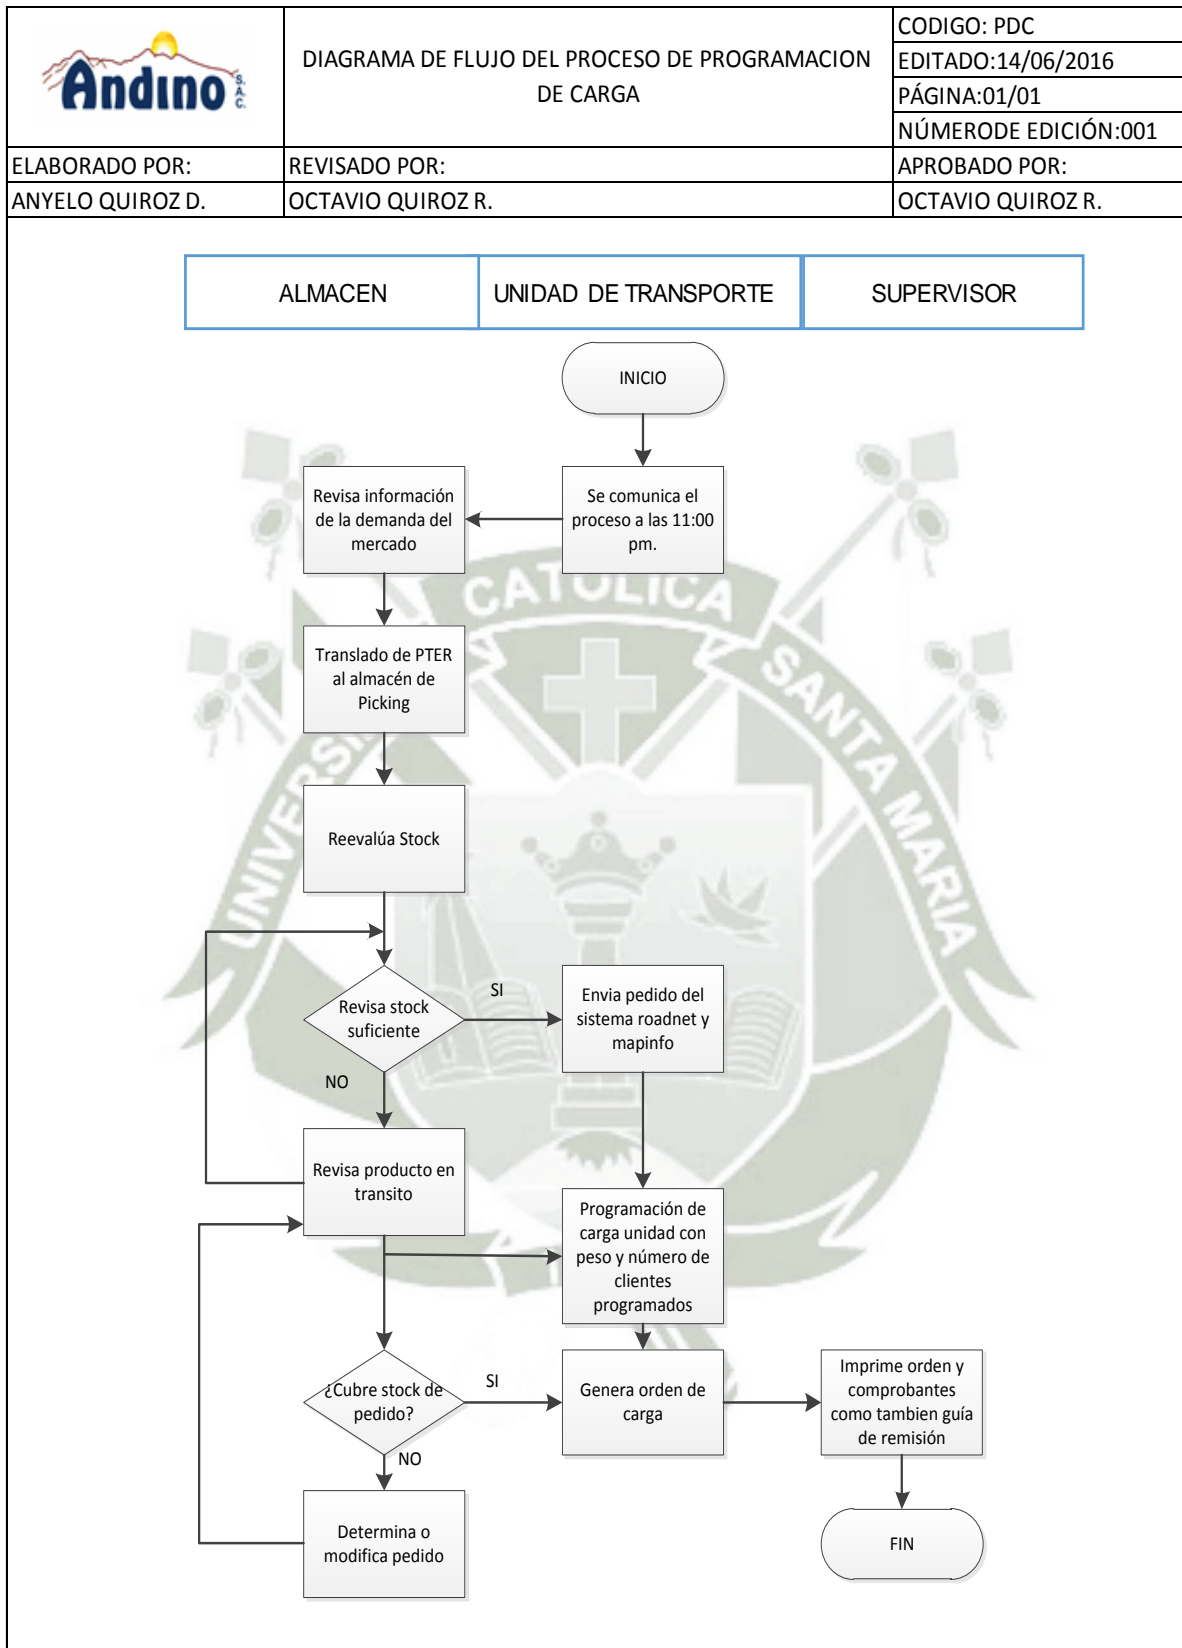 Andino S.A.C.
DIAGRAMA DE FLUJO DEL PROCESO DE PROGRAMACION
DE CARGA
CODIGO: PDC
EDITADO:14/06/2016
PÁGINA:01/01
NÚMERODE EDICIÓN:001
ELABORADO POR:
REVISADO POR:
APROBADO POR:
ANYELO QUIROZ D.
OCTAVIO QUIROZ R.
OCTAVIO QUIROZ R.
ALMACEN
UNIDAD DE TRANSPORTE
SUPERVISOR
INICIO
Revisa información
de la demanda del
mercado
Se comunica el
proceso a las 11:00
pm.
CATOLICA
SANTA MARIA
Translado de PTER
al almacén de
Picking
Reevalúa Stock
Revisa stock
suficiente
SI
Envia pedido del
sistema roadnet y
mapinfo
NO
Revisa producto en
transito
Programación de
carga unidad con
peso y número de
clientes
programados
¿Cubre stock de
pedido?
SI
Genera orden de
carga
Imprime orden y
comprobantes
como tambien guía
de remisión
NO
Determina o
modifica pedido
FIN